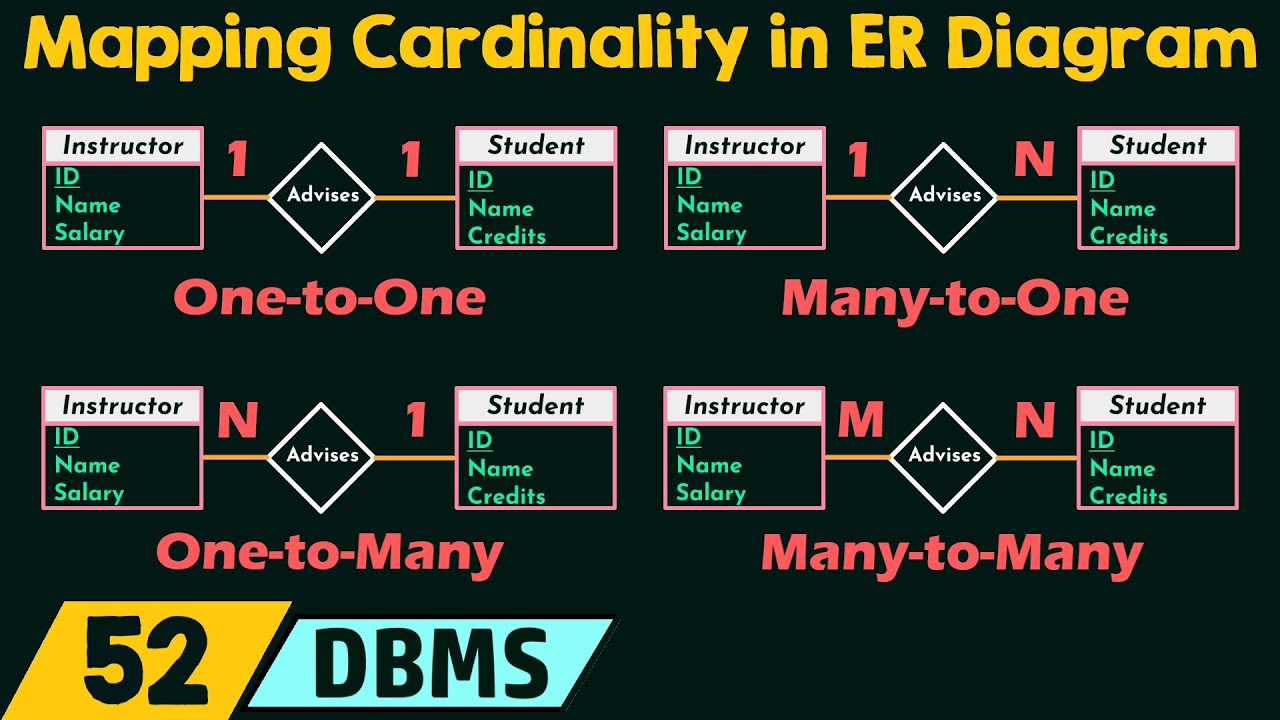 Mapping Cardinality in ER Diagram
Instructor
ID
Name
Salary
1
Advises
1
Student
ID
Name
Credits
One-to-One
Instructor
ID
Name
Salary
1
Advises
N
Student
ID
Name
Credits
Many-to-One
Instructor
ID
Name
Salary
N
Advises
1
Student
ID
Name
Credits
One-to-Many
Instructor
ID
Name
Salary
M
Advises
N
Student
ID
Name
Credits
Many-to-Many
52
DBMS